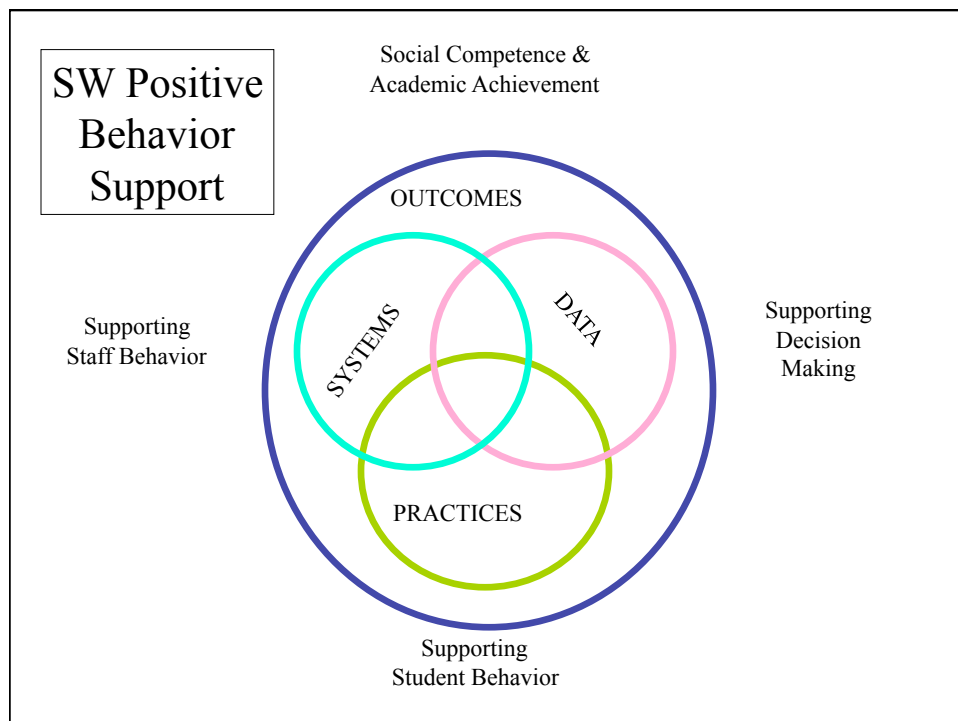 SW Positive
Behavior
Support
Social Competence &
Academic Achievement
OUTCOMES
SYSTEMS
DATA
PRACTICES
Supporting
Staff Behavior
Supporting
Decision
Making
Supporting
Student Behavior